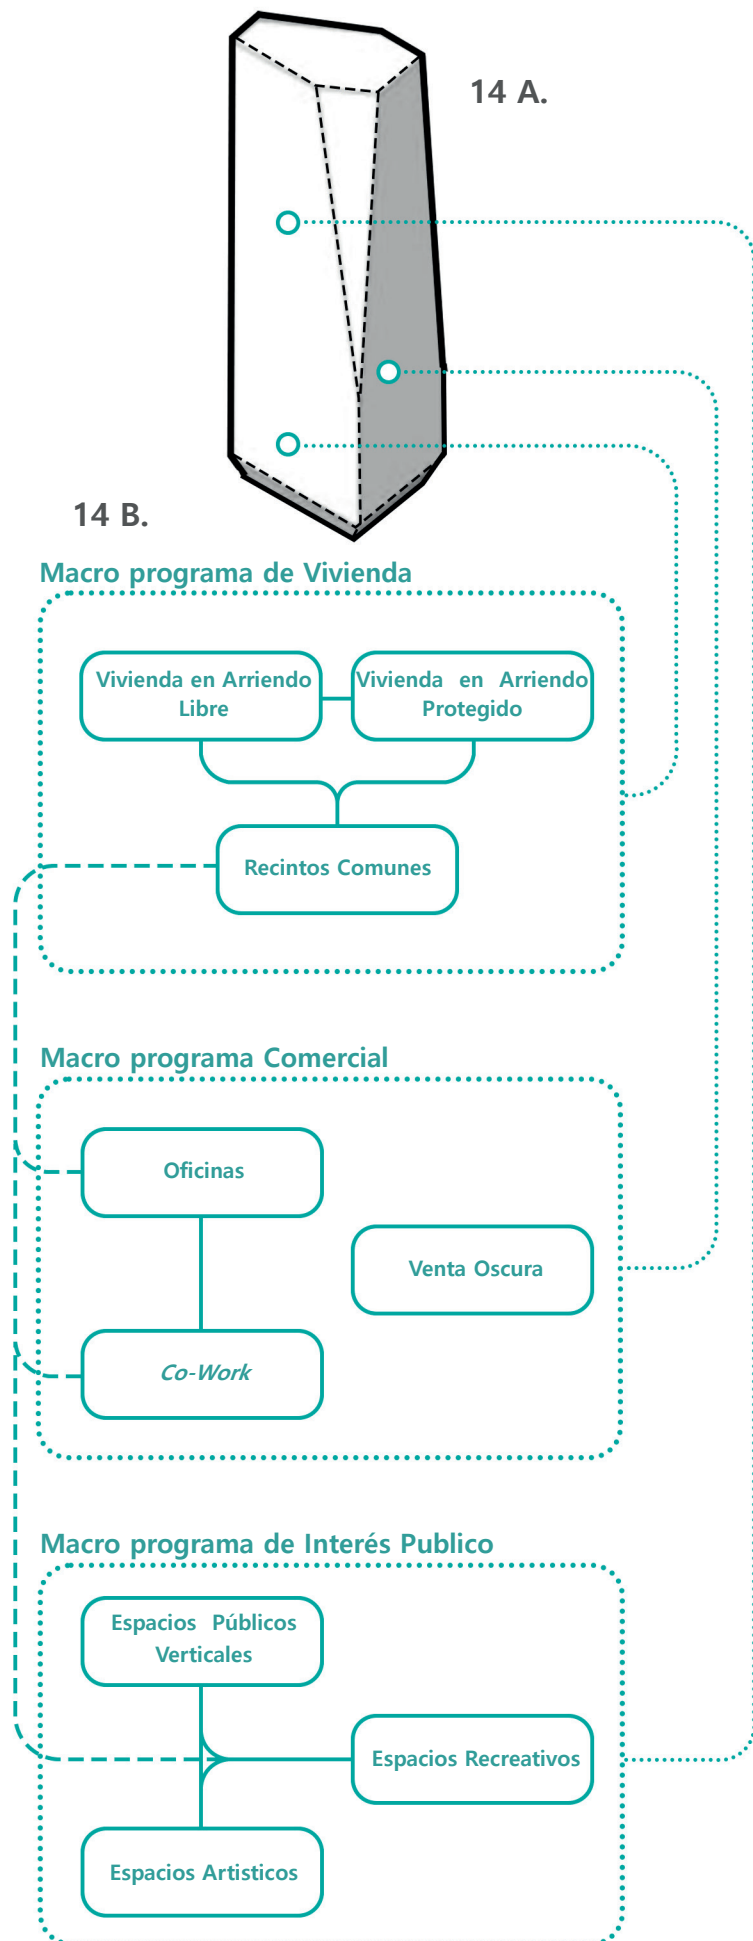 14 A.
14 B.
Macro programa de Vivienda
Vivienda en Arriendo
Libre
Vivienda en Arriendo
Protegido
Recintos Comunes
Macro programa Comercial
Oficinas
Venta Oscura
Co-Work
Macro programa de Interés Publico
Espacios Públicos
Verticales
Espacios Recreativos
Espacios Artisticos